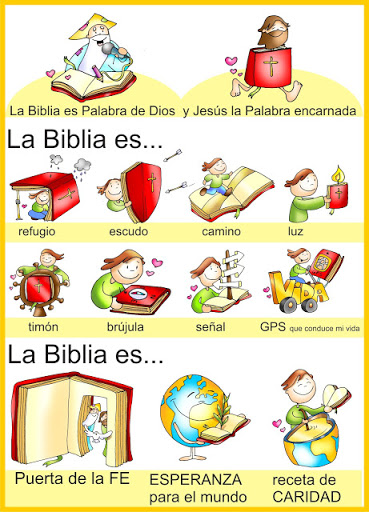 La Biblia es Palabra de Dios y Jesús la Palabra encarnada
La Biblia es...
refugio escudo camino luz
timón brújula señal GPS que conduce mi vida
VIDA
La Biblia es...
Puerta de la FE
ESPERANZA
para el mundo
receta de
CARIDAD